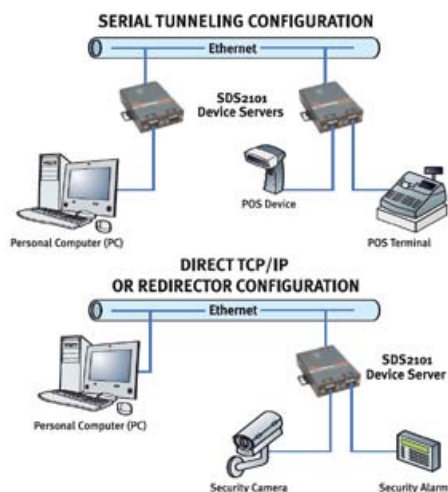 SERIAL TUNNELING CONFIGURATION
Ethernet
SDS2101
Device Servers
Personal Computer (PC)
POS Device
POS Terminal
DIRECT TCP/IP
OR REDIRECTOR CONFIGURATION
Ethernet
SDS2101
Device Server
Personal Computer (PC)
Security Camera
Security Alarm